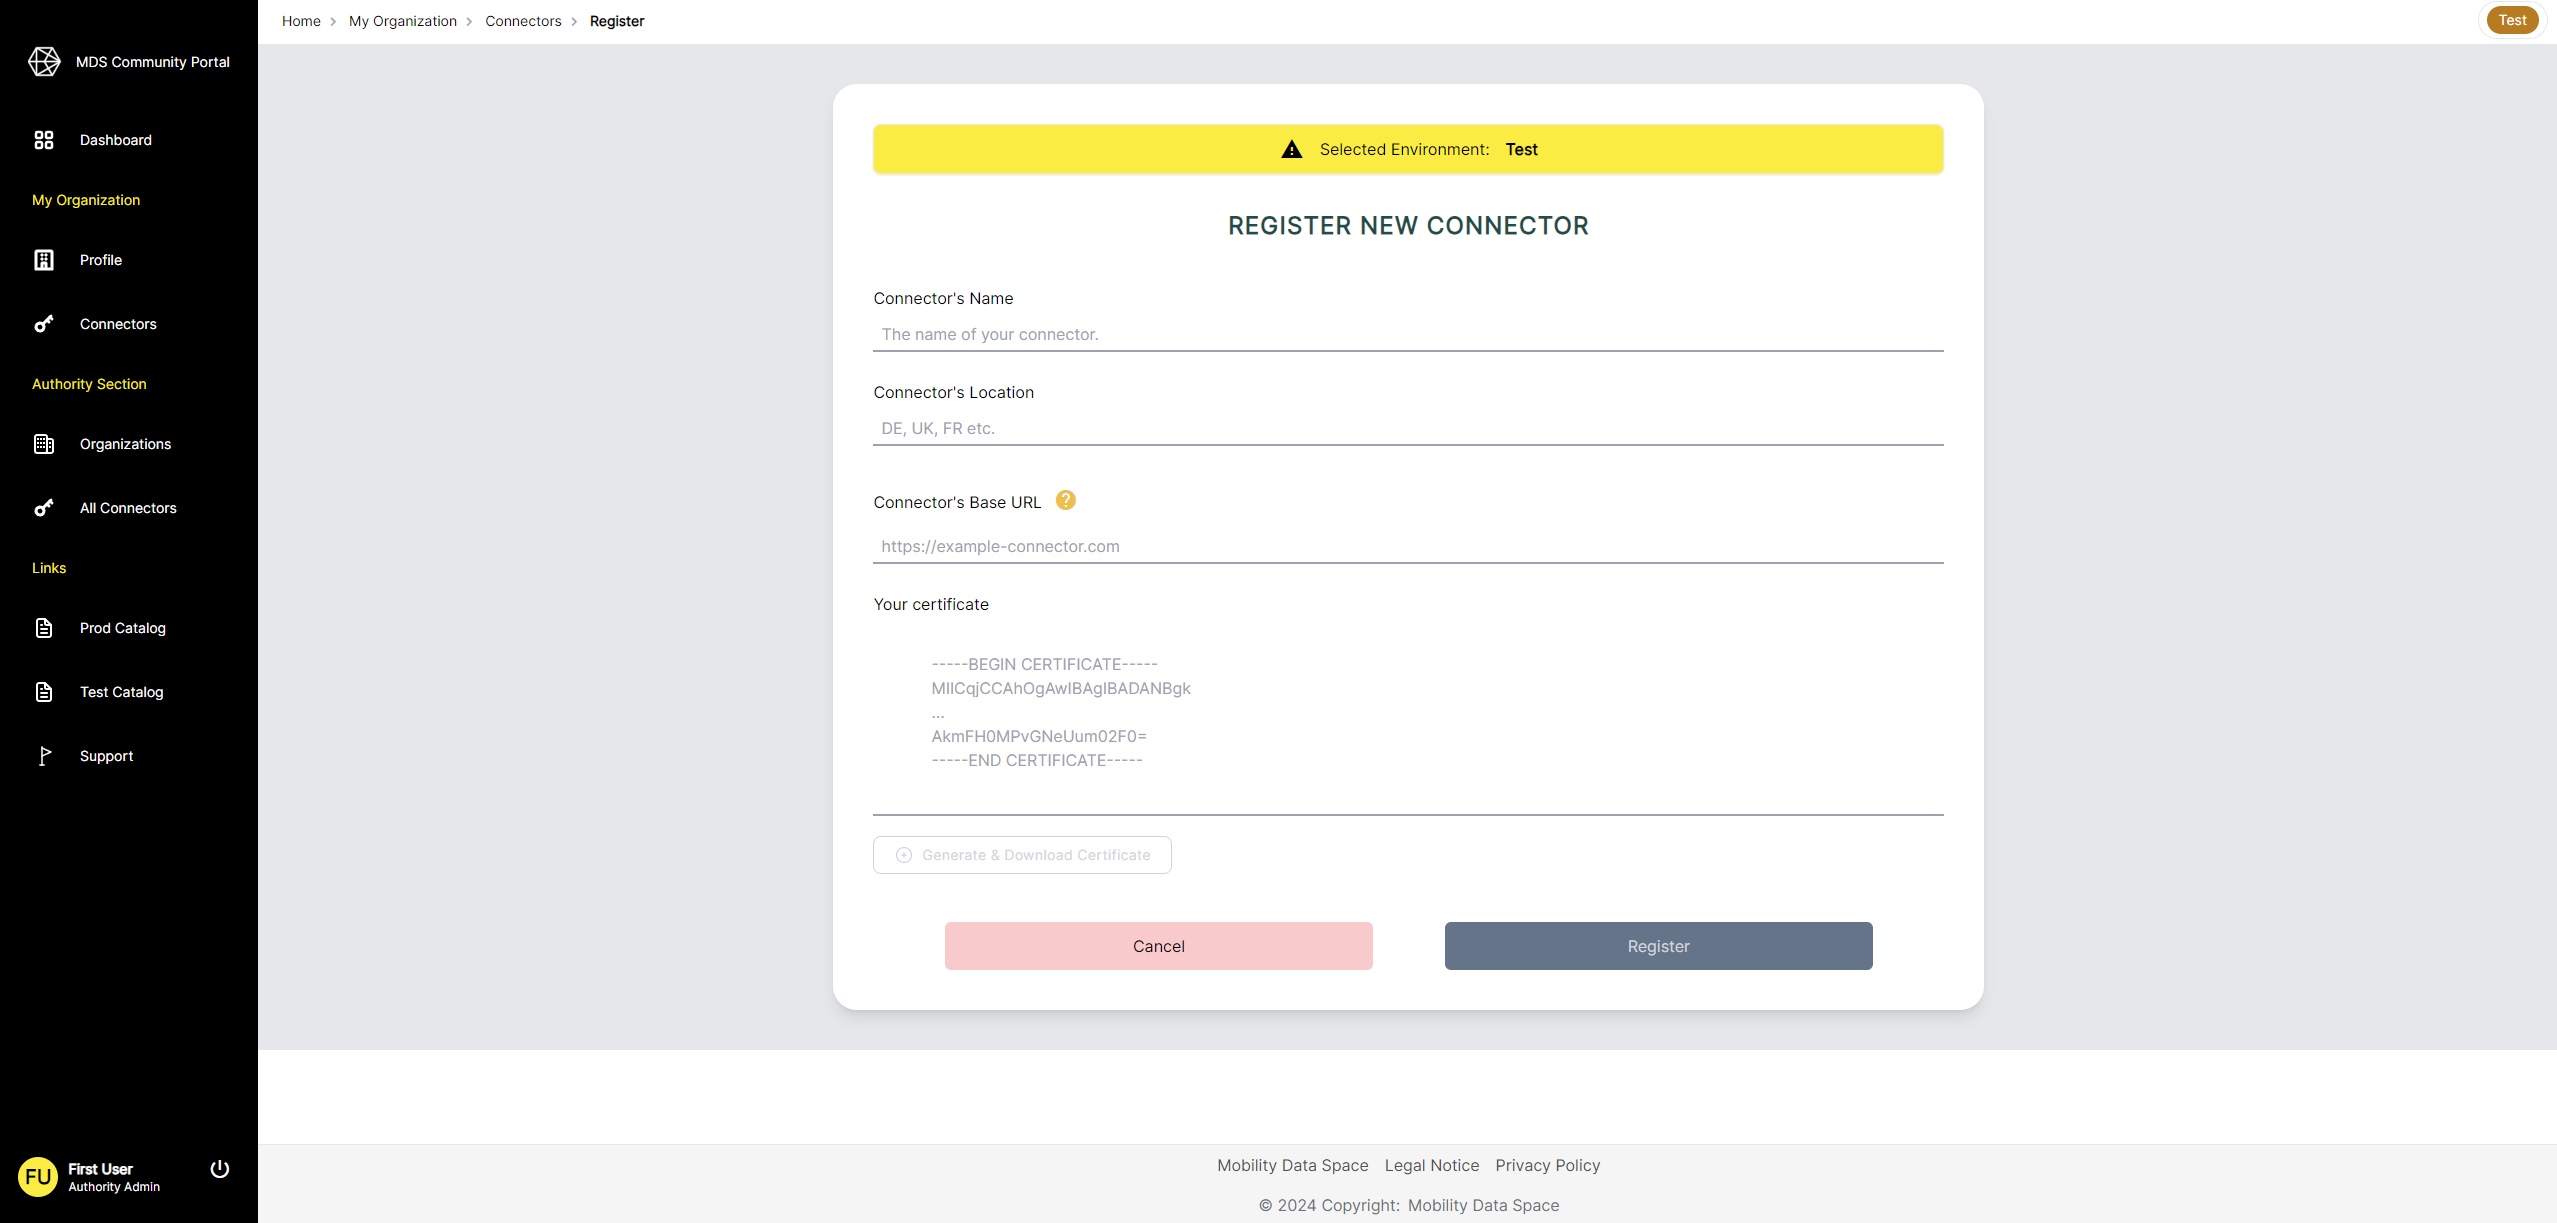 MDS Community Portal
Dashboard
My Organization
Profile
Connectors
Authority Section
Organizations
All Connectors
Links
Prod Catalog
Test Catalog
Support
FU
First User
Authority Admin
Home > My Organization > Connectors > Register
Test
Selected Environment: Test
REGISTER NEW CONNECTOR
Connector's Name
The name of your connector.
Connector's Location
DE, UK, FR etc.
Connector's Base URL ?
https://example-connector.com
Your certificate
-----BEGIN CERTIFICATE-----
MIICqjCCAhOgAwIBAgIBADANBgk
...
AkmFH0MPvGNeUum02F0=
-----END CERTIFICATE-----
Generate & Download Certificate
Cancel
Register
Mobility Data Space Legal Notice Privacy Policy
© 2024 Copyright: Mobility Data Space